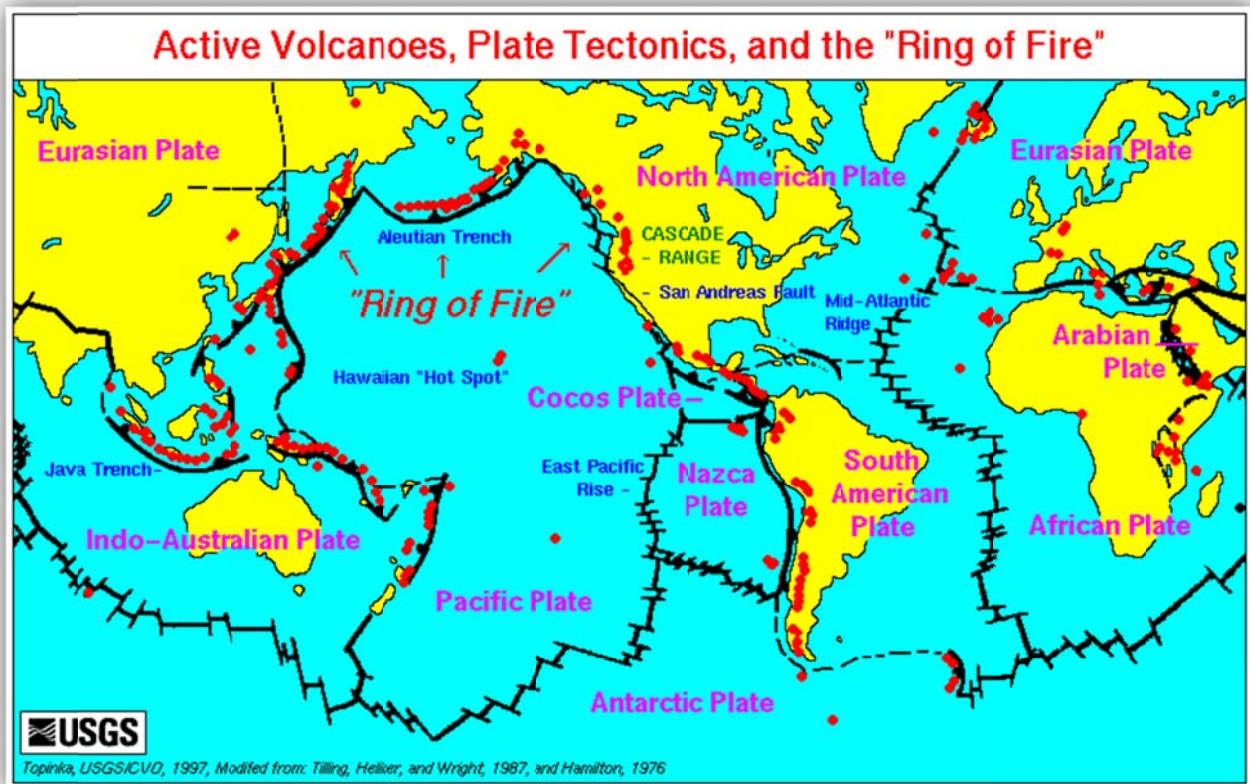 Active Volcanoes, Plate Tectonics, and the "Ring of Fire"
Eurasian Plate
North American Plate
Eurasian Plate
Aleutian Trench
CASCADE
- RANGE
"Ring of Fire"
- San Andreas Fault
Mid-Atlantic
Ridge
Arabian
Plate
Hawaiian "Hot Spot"
Cocos Plate
Java Trench-
East Pacific
Rise -
Nazca
Plate
South
American
Plate
Indo-Australian Plate
African Plate
Pacific Plate
Antarctic Plate
USGS
Topinka, USGS/CVO, 1997, Modified from: Tilling, Heliker, and Wright, 1987, and Hamilton, 1976